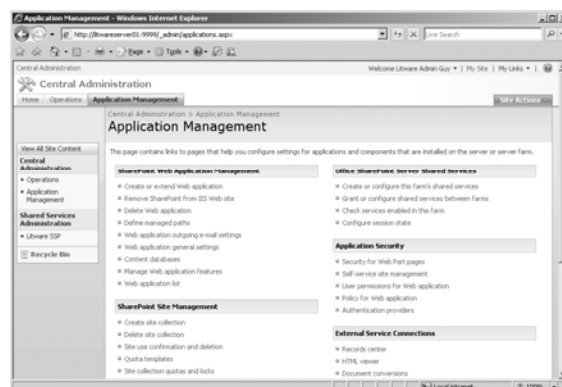 Application Management - Windows Internet Explorer
http://litwareserver01:9999/_admin/applications.aspx
Live Search
Page
Tools
Central Administration
Welcome Litware Admin Guy
My Site
My Links
Central Administration
Home
Operations
Application Management
Site Actions
Central Administration > Application Management
Application Management
This page contains links to pages that help you configure settings for applications and components that are installed on the server or server farm.
View All Site Content
Central Administration
Operations
Application Management
Shared Services Administration
Litware SSP
Recycle Bin
SharePoint Web Application Management
Create or extend Web application
Remove SharePoint from IIS Web site
Delete Web application
Define managed paths
Web application outgoing e-mail settings
Web application general settings
Content databases
Manage Web application features
Web application list
SharePoint Site Management
Create site collection
Delete site collection
Site use confirmation and deletion
Quota templates
Site collection quotas and locks
Office SharePoint Server Shared Services
Create or configure this farm's shared services
Grant or configure shared services between farms
Check services enabled in this farm
Configure session state
Application Security
Security for Web Part pages
Self-service site management
User permissions for Web application
Policy for Web application
Authentication providers
External Service Connections
Records center
HTML viewer
Document conversions
Local intranet
100%